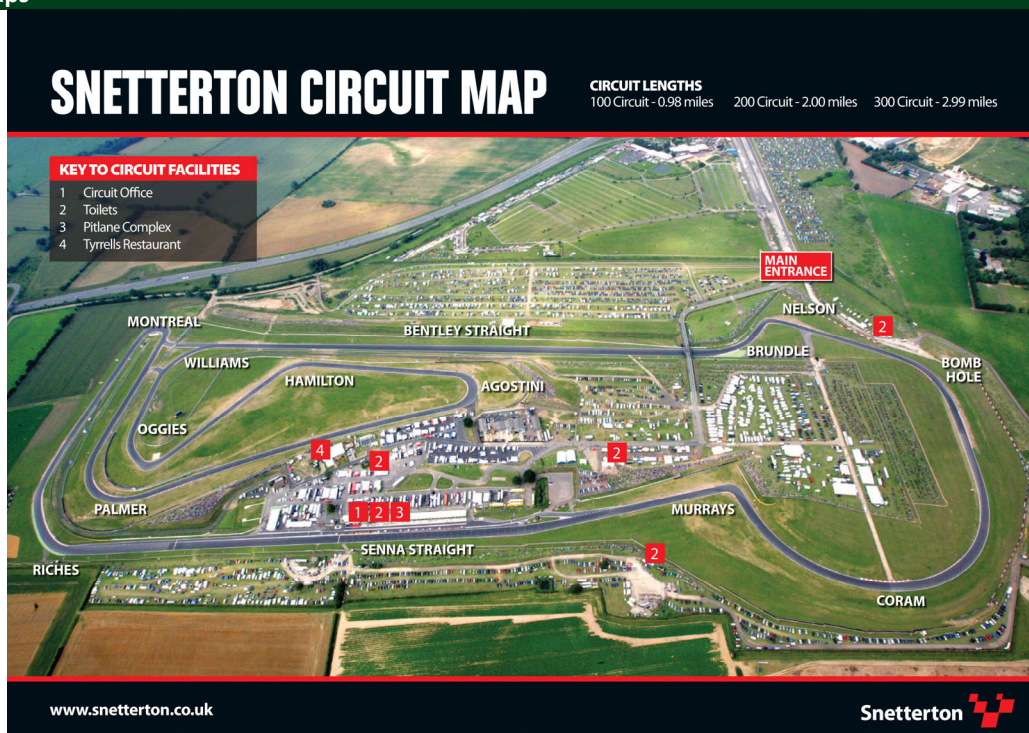 SNETTERTON CIRCUIT MAP
CIRCUIT LENGTHS
100 Circuit - 0.98 miles 200 Circuit - 2.00 miles 300 Circuit - 2.99 miles
KEY TO CIRCUIT FACILITIES
1 Circuit Office
2 Toilets
3 Pitlane Complex
4 Tyrrells Restaurant
MAIN
ENTRANCE
NELSON
2
MONTREAL
BENTLEY STRAIGHT
BRUNDLE
WILLIAMS
BOMB
HOLE
HAMILTON
AGOSTINI
OGGIES
4
2
2
PALMER
1 2 3
MURRAYS
SENNA STRAIGHT
2
RICHES
CORAM
www.snetterton.co.uk
Snetterton